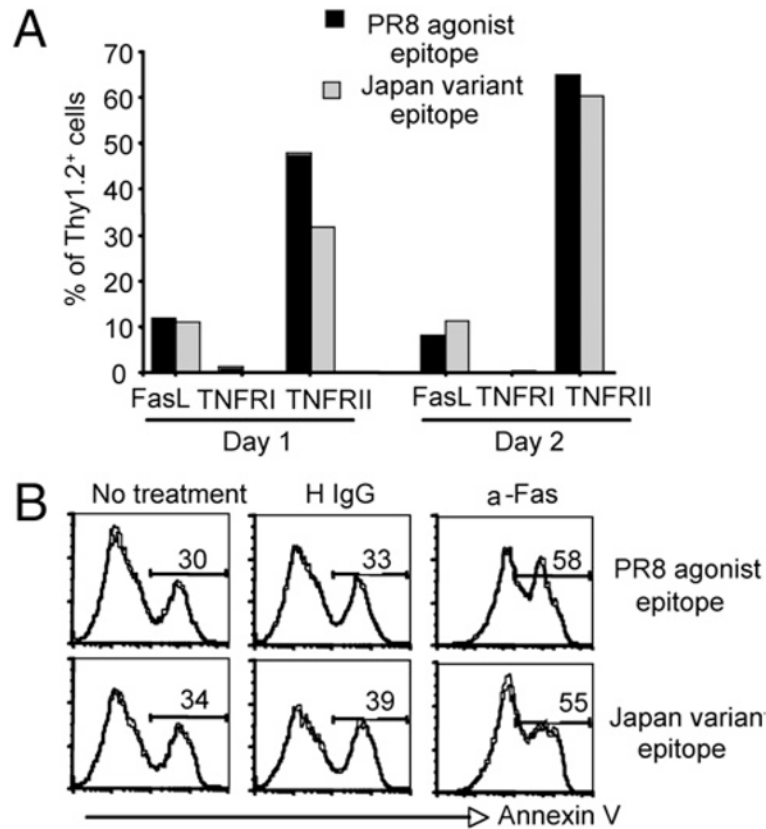 A
PR8 agonist
epitope
Japan variant
epitope
% of Thy1.2+ cells
70
60
50
40
30
20
10
0
FasL TNFRI TNFRII FasL TNFRI TNFRII
Day 1 Day 2
B
No treatment H IgG a-Fas
30 33 58
PR8 agonist
epitope
34 39 55
Japan variant
epitope
Annexin V